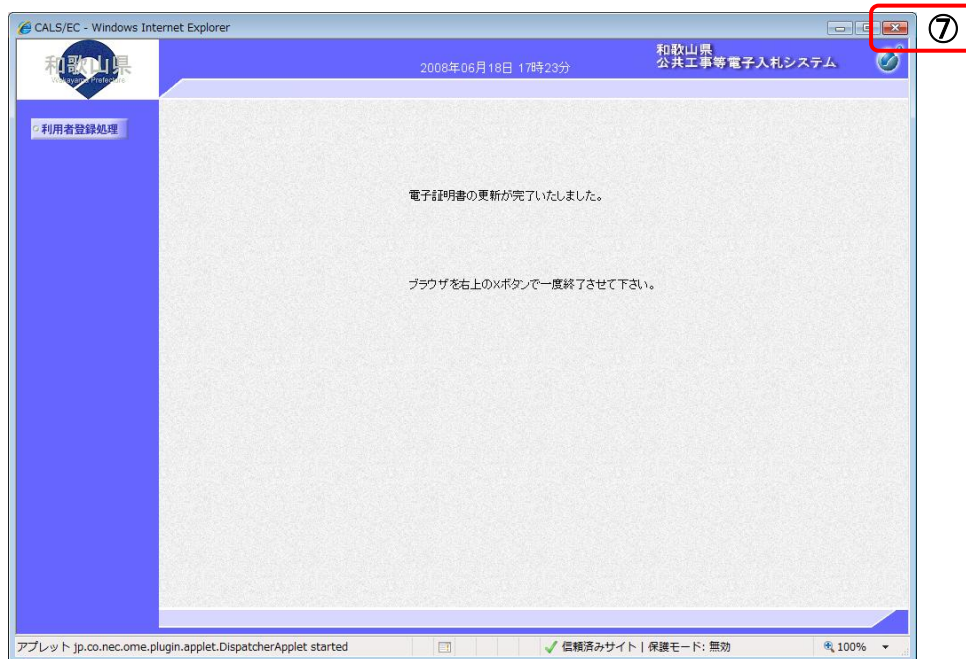 CALS/EC - Windows Internet Explorer
⑦
和歌山県
Wakayama Prefecture
2008年06月18日 17時23分
和歌山県
公共工事等電子入札システム
利用者登録処理
電子証明書の更新が完了いたしました。
ブラウザを右上の×ボタンで一度終了させて下さい。
アプレット jp.co.nec.ome.plugin.applet.DispatcherApplet started
信頼済みサイト | 保護モード: 無効
100%